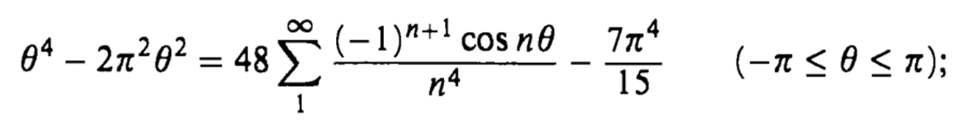 θ⁴ − 2π²θ² = 48 ∑₁^∞ (−1)ⁿ⁺¹ cos nθ / n⁴ − 7π⁴ / 15 (−π ≤ θ ≤ π);